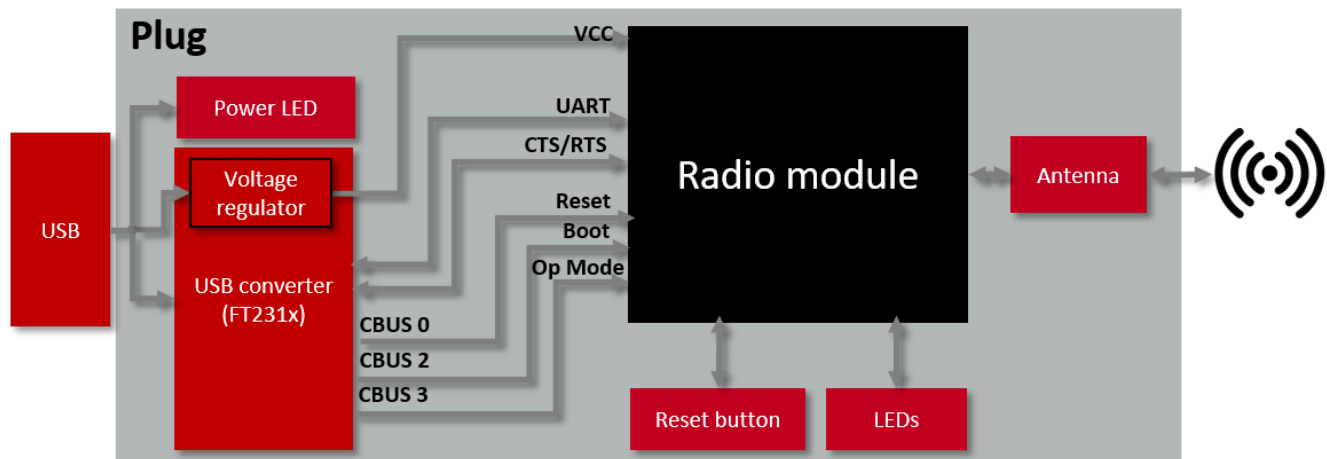 Plug
VCC
Power LED
UART
CTS/RTS
Voltage
regulator
Radio module
Antenna
USB
Reset
Boot
Op Mode
USB converter
(FT231x)
CBUS 0
CBUS 2
CBUS 3
Reset button
LEDs